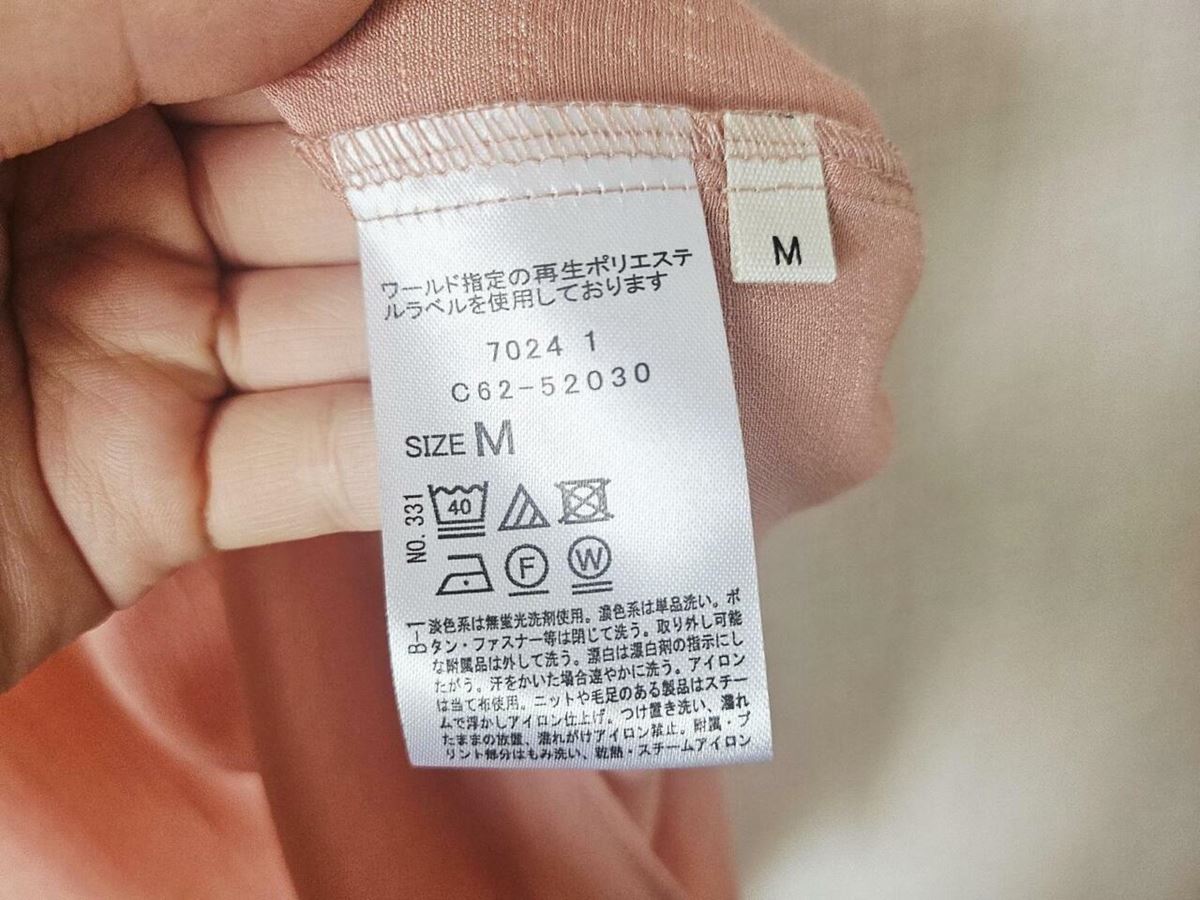 ワールド指定の再生ポリエステ
ルラベルを使用しております
M
7024 1
C62-52030
SIZE M
NO. 331
40
F
W
B-1
淡色系は無蛍光洗剤使用。濃色系は単品洗い。ボ
タン・ファスナー等は閉じて洗う。取り外し可能
な附属品は外して洗う。漂白は漂白剤の指示にし
たがう。汗をかいた場合速やかに洗う。アイロン
は当て布使用。ニットや毛足のある製品はスチー
ムで浮かしアイロン仕上げ。つけ置き洗い、濡れ
たままの放置、濡れがけアイロン禁止。附属・プ
リント部分はもみ洗い、乾熱・スチームアイロン